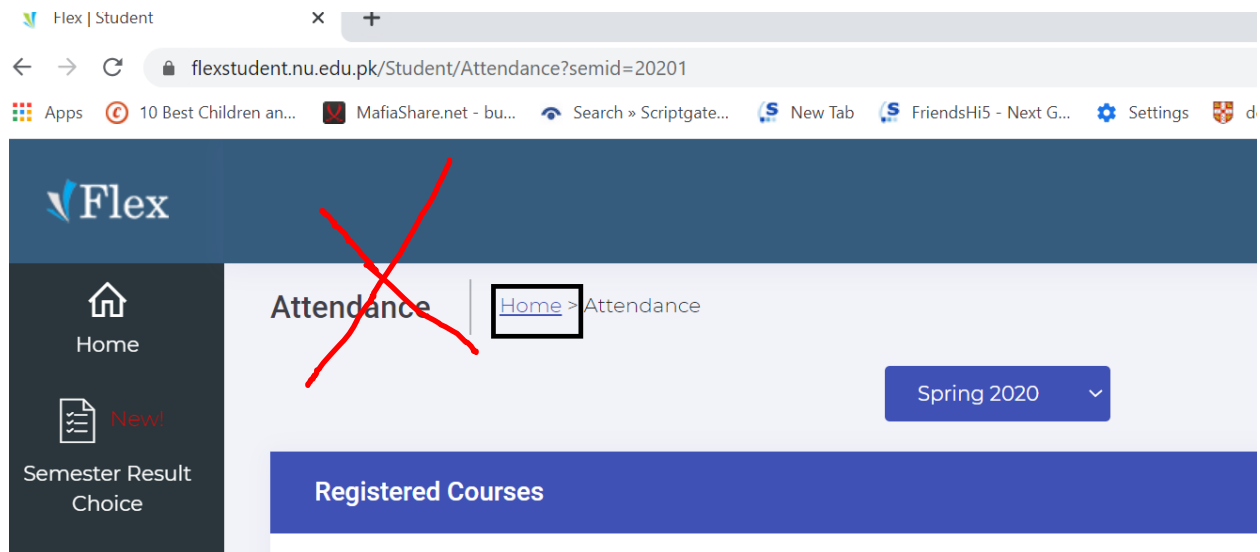 Flex | Student
flexstudent.nu.edu.pk/Student/Attendance?semid=20201
Apps 10 Best Children an... MafiaShare.net - bu... Search » Scriptgate... New Tab FriendsHi5 - Next G... Settings
Flex
Attendance Home > Attendance
Home
Spring 2020
New!
Semester Result
Choice
Registered Courses